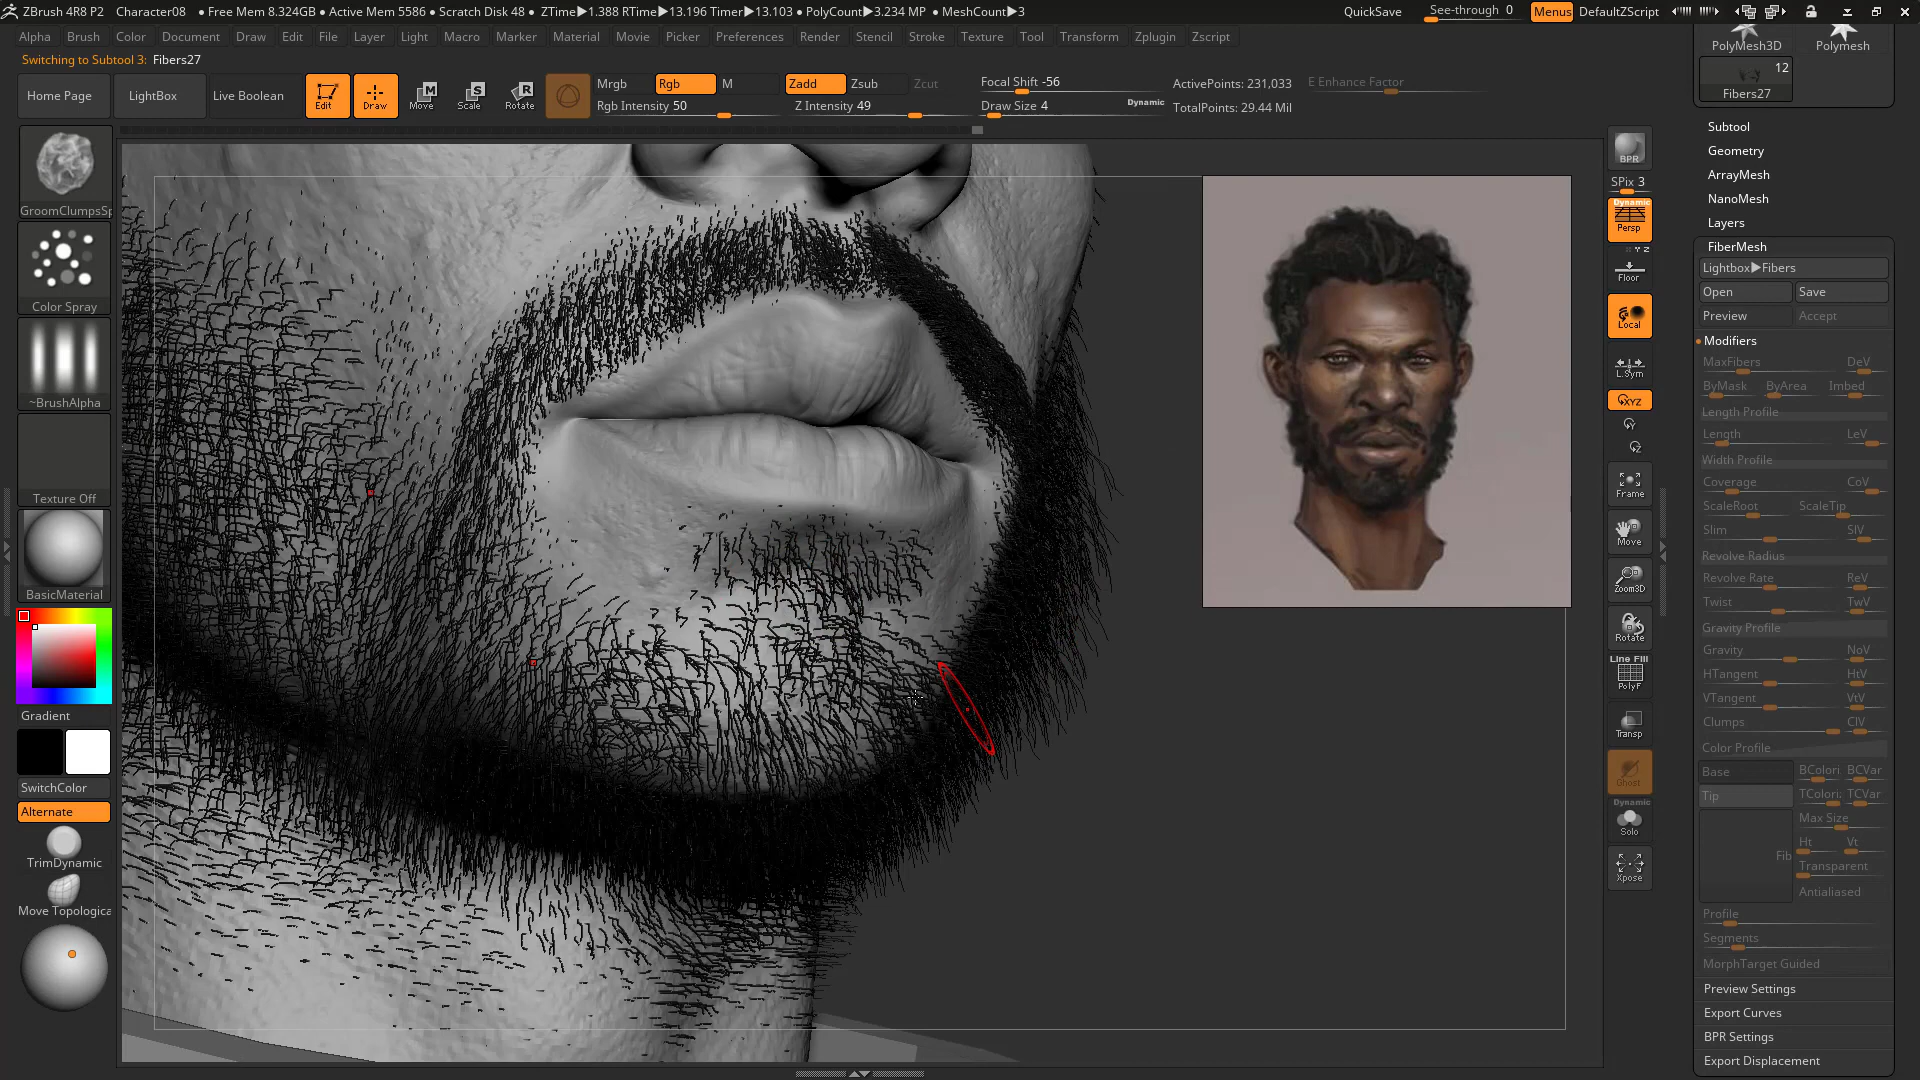 ZBrush 4R8 P2 Character08 • Free Mem 8.324GB • Active Mem 5586 • Scratch Disk 48 • ZTime▶1.388 RTime▶13.196 Timer▶13.103 • PolyCount▶3.234 MP • MeshCount▶3 QuickSave See-through 0 Menus DefaultZScript
Alpha Brush Color Document Draw Edit File Layer Light Macro Marker Material Movie Picker Preferences Render Stencil Stroke Texture Tool Transform Zplugin Zscript
Switching to Subtool 3: Fibers27
Home Page LightBox Live Boolean Edit Draw Move Scale Rotate
Mrgb Rgb M Zadd Zsub Zcut Focal Shift -56 ActivePoints: 231,033 E Enhance Factor
Rgb Intensity 50 Z Intensity 49 Draw Size 4 Dynamic TotalPoints: 29.44 Mil
GroomClumpsSp
Color Spray
~BrushAlpha
Texture Off
BasicMaterial
Gradient
SwitchColor
Alternate
TrimDynamic
Move Topologica
BPR
SPix 3
Dynamic
Persp
Floor
Local
L.Sym
XYZ
Frame
Move
Zoom3D
Rotate
Line Fill
PolyF
Transp
Ghost
Dynamic
Solo
Xpose
PolyMesh3D Polymesh
12
Fibers27
Subtool
Geometry
ArrayMesh
NanoMesh
Layers
FiberMesh
Lightbox▶Fibers
Open Save
Preview Accept
Modifiers
MaxFibers DeV
ByMask ByArea Imbed
Length Profile
Length LeV
Width Profile
Coverage CoV
ScaleRoot ScaleTip
Slim SlV
Revolve Radius
Revolve Rate ReV
Twist TwV
Gravity Profile
Gravity NoV
HTangent HtV
VTangent VtV
Clumps ClV
Color Profile
Base BColori BCVar
Tip TColori TCVar
Max Size
Ht Vt
Fib Transparent
Antialiased
Profile
Segments
MorphTarget Guided
Preview Settings
Export Curves
BPR Settings
Export Displacement